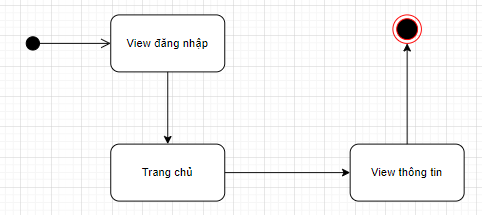 View đăng nhập
Trang chủ
View thông tin